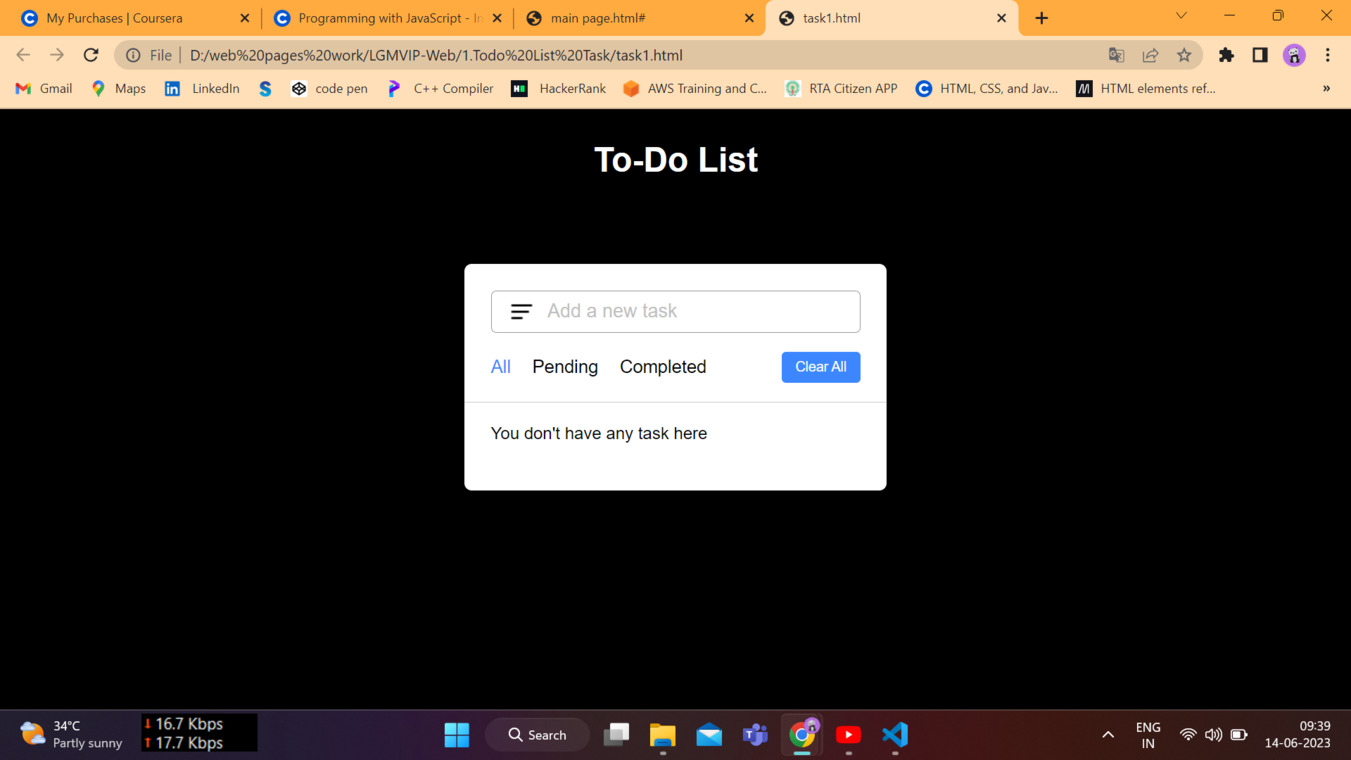 My Purchases | Coursera
Programming with JavaScript - In
main page.html#
task1.html
File
D:/web%20pages%20work/LGMVIP-Web/1.Todo%20List%20Task/task1.html
Gmail Maps LinkedIn code pen C++ Compiler HackerRank AWS Training and C... RTA Citizen APP HTML, CSS, and Jav... HTML elements ref... »
To-Do List
Add a new task
All Pending Completed Clear All
You don't have any task here
34°C
Partly sunny
↓ 16.7 Kbps
↑ 17.7 Kbps
Search
ENG
IN
09:39
14-06-2023